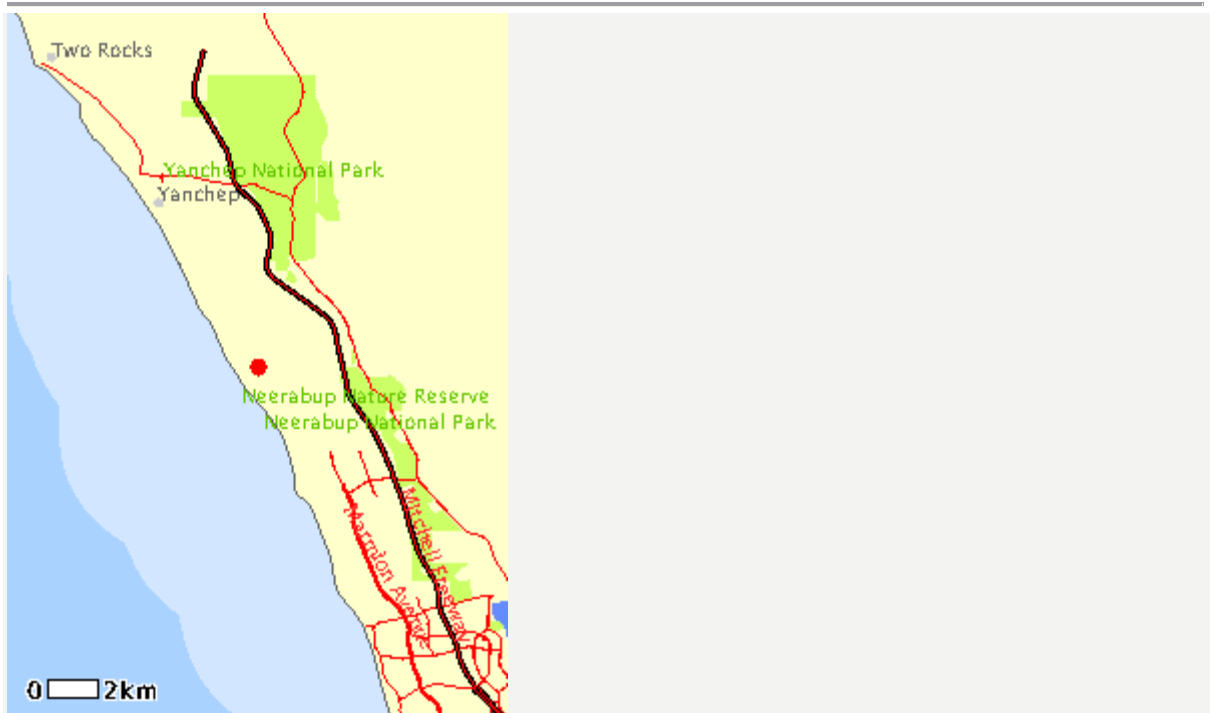 Two Rocks
Yanchep National Park
Yanchep
Neerabup Nature Reserve
Neerabup National Park
Mitchell Freeway
Marmion Avenue
0 2km